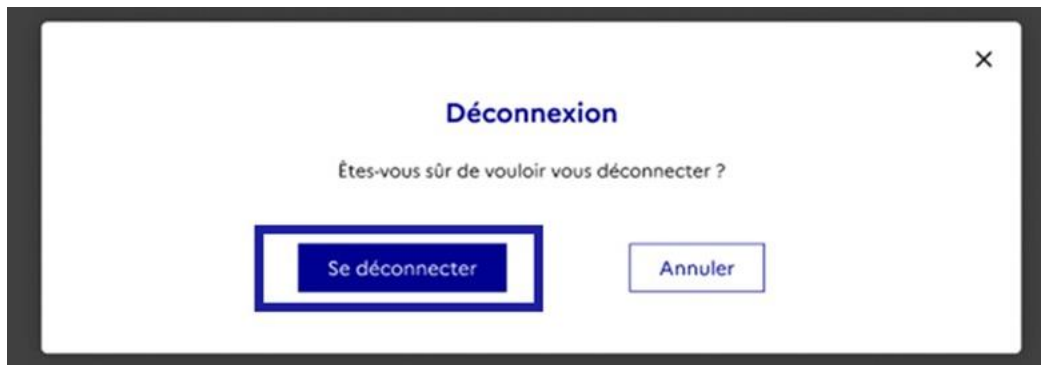 Déconnexion
Êtes-vous sûr de vouloir vous déconnecter ?
Se déconnecter
Annuler